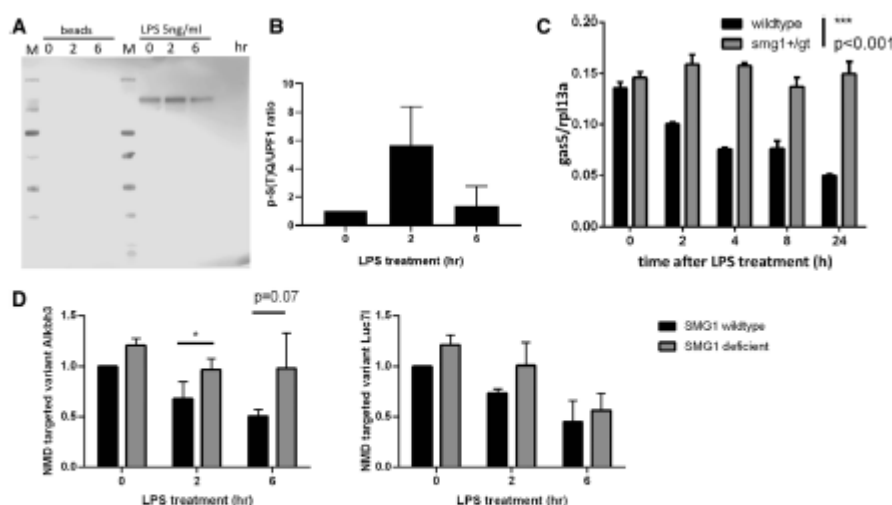 A
beads
LPS 5ng/ml
M 0 2 6 M 0 2 6 hr
B
p-S(T)Q/UPF1 ratio
10
8
6
4
2
0
0 2 6
LPS treatment (hr)
C
wildtype
smg1+/gt
***
p<0.001
gas5/rpl13a
0.20
0.15
0.10
0.05
0.00
0 2 4 8 24
time after LPS treatment (h)
D
NMD targeted variant Alkbh3
1.5
1.0
0.5
0.0
*
p=0.07
0 2 6
LPS treatment (hr)
NMD targeted variant Luc7l
1.5
1.0
0.5
0.0
0 2 6
LPS treatment (hr)
SMG1 wildtype
SMG1 deficient